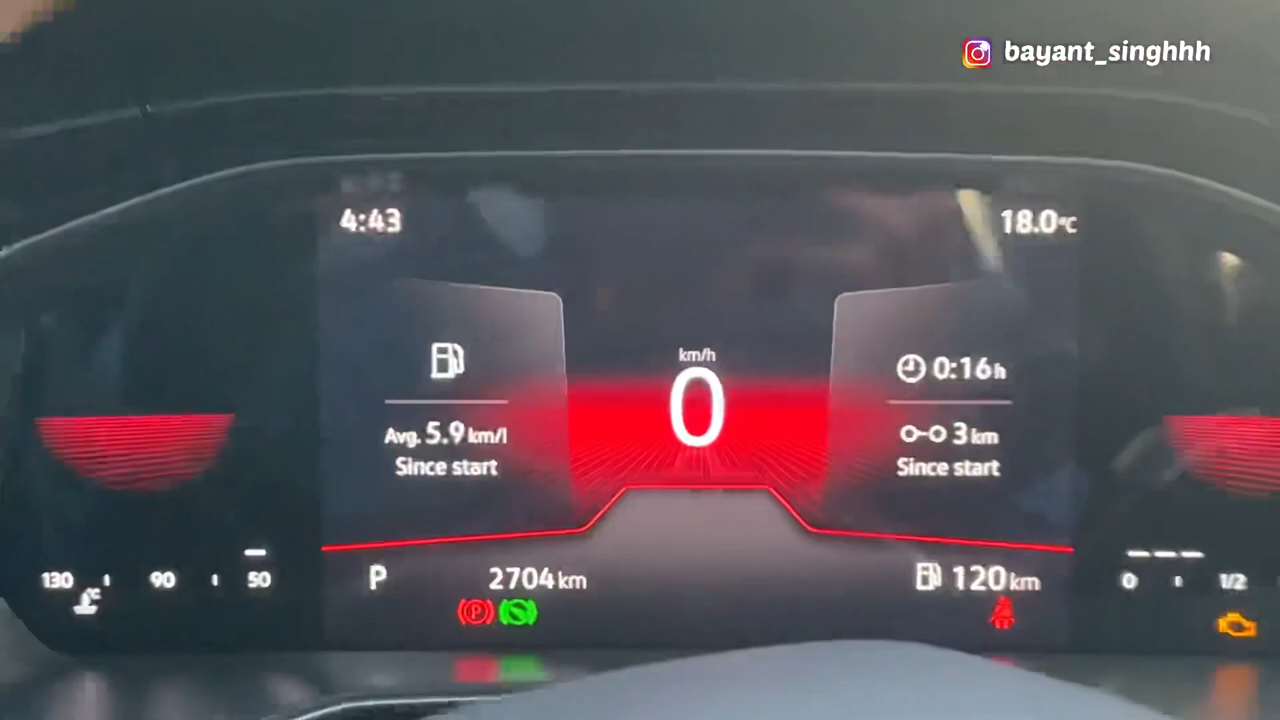 bayant_singhhh
4:43
18.0°C
km/h
0
0:16h
Avg. 5.9 km/l
3 km
Since start
Since start
130 90 50
°C
P
2704 km
120 km
0 1/2
P